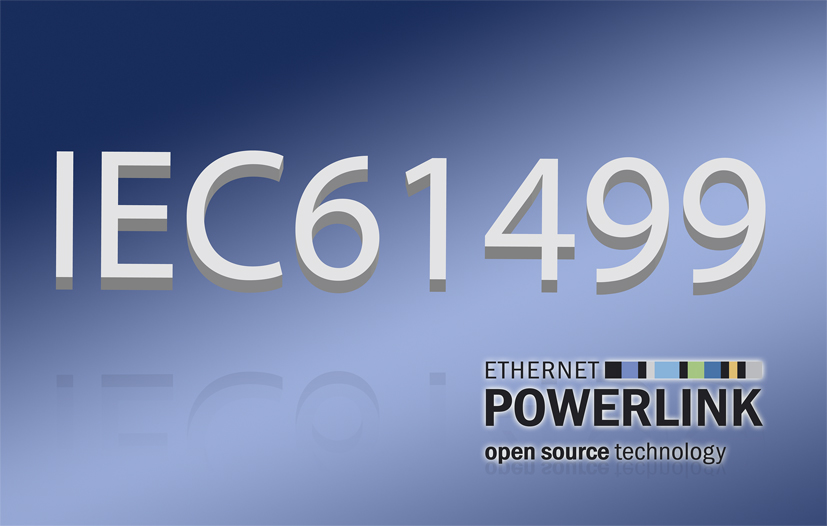 IEC61499
ETHERNET
POWERLINK
open source technology